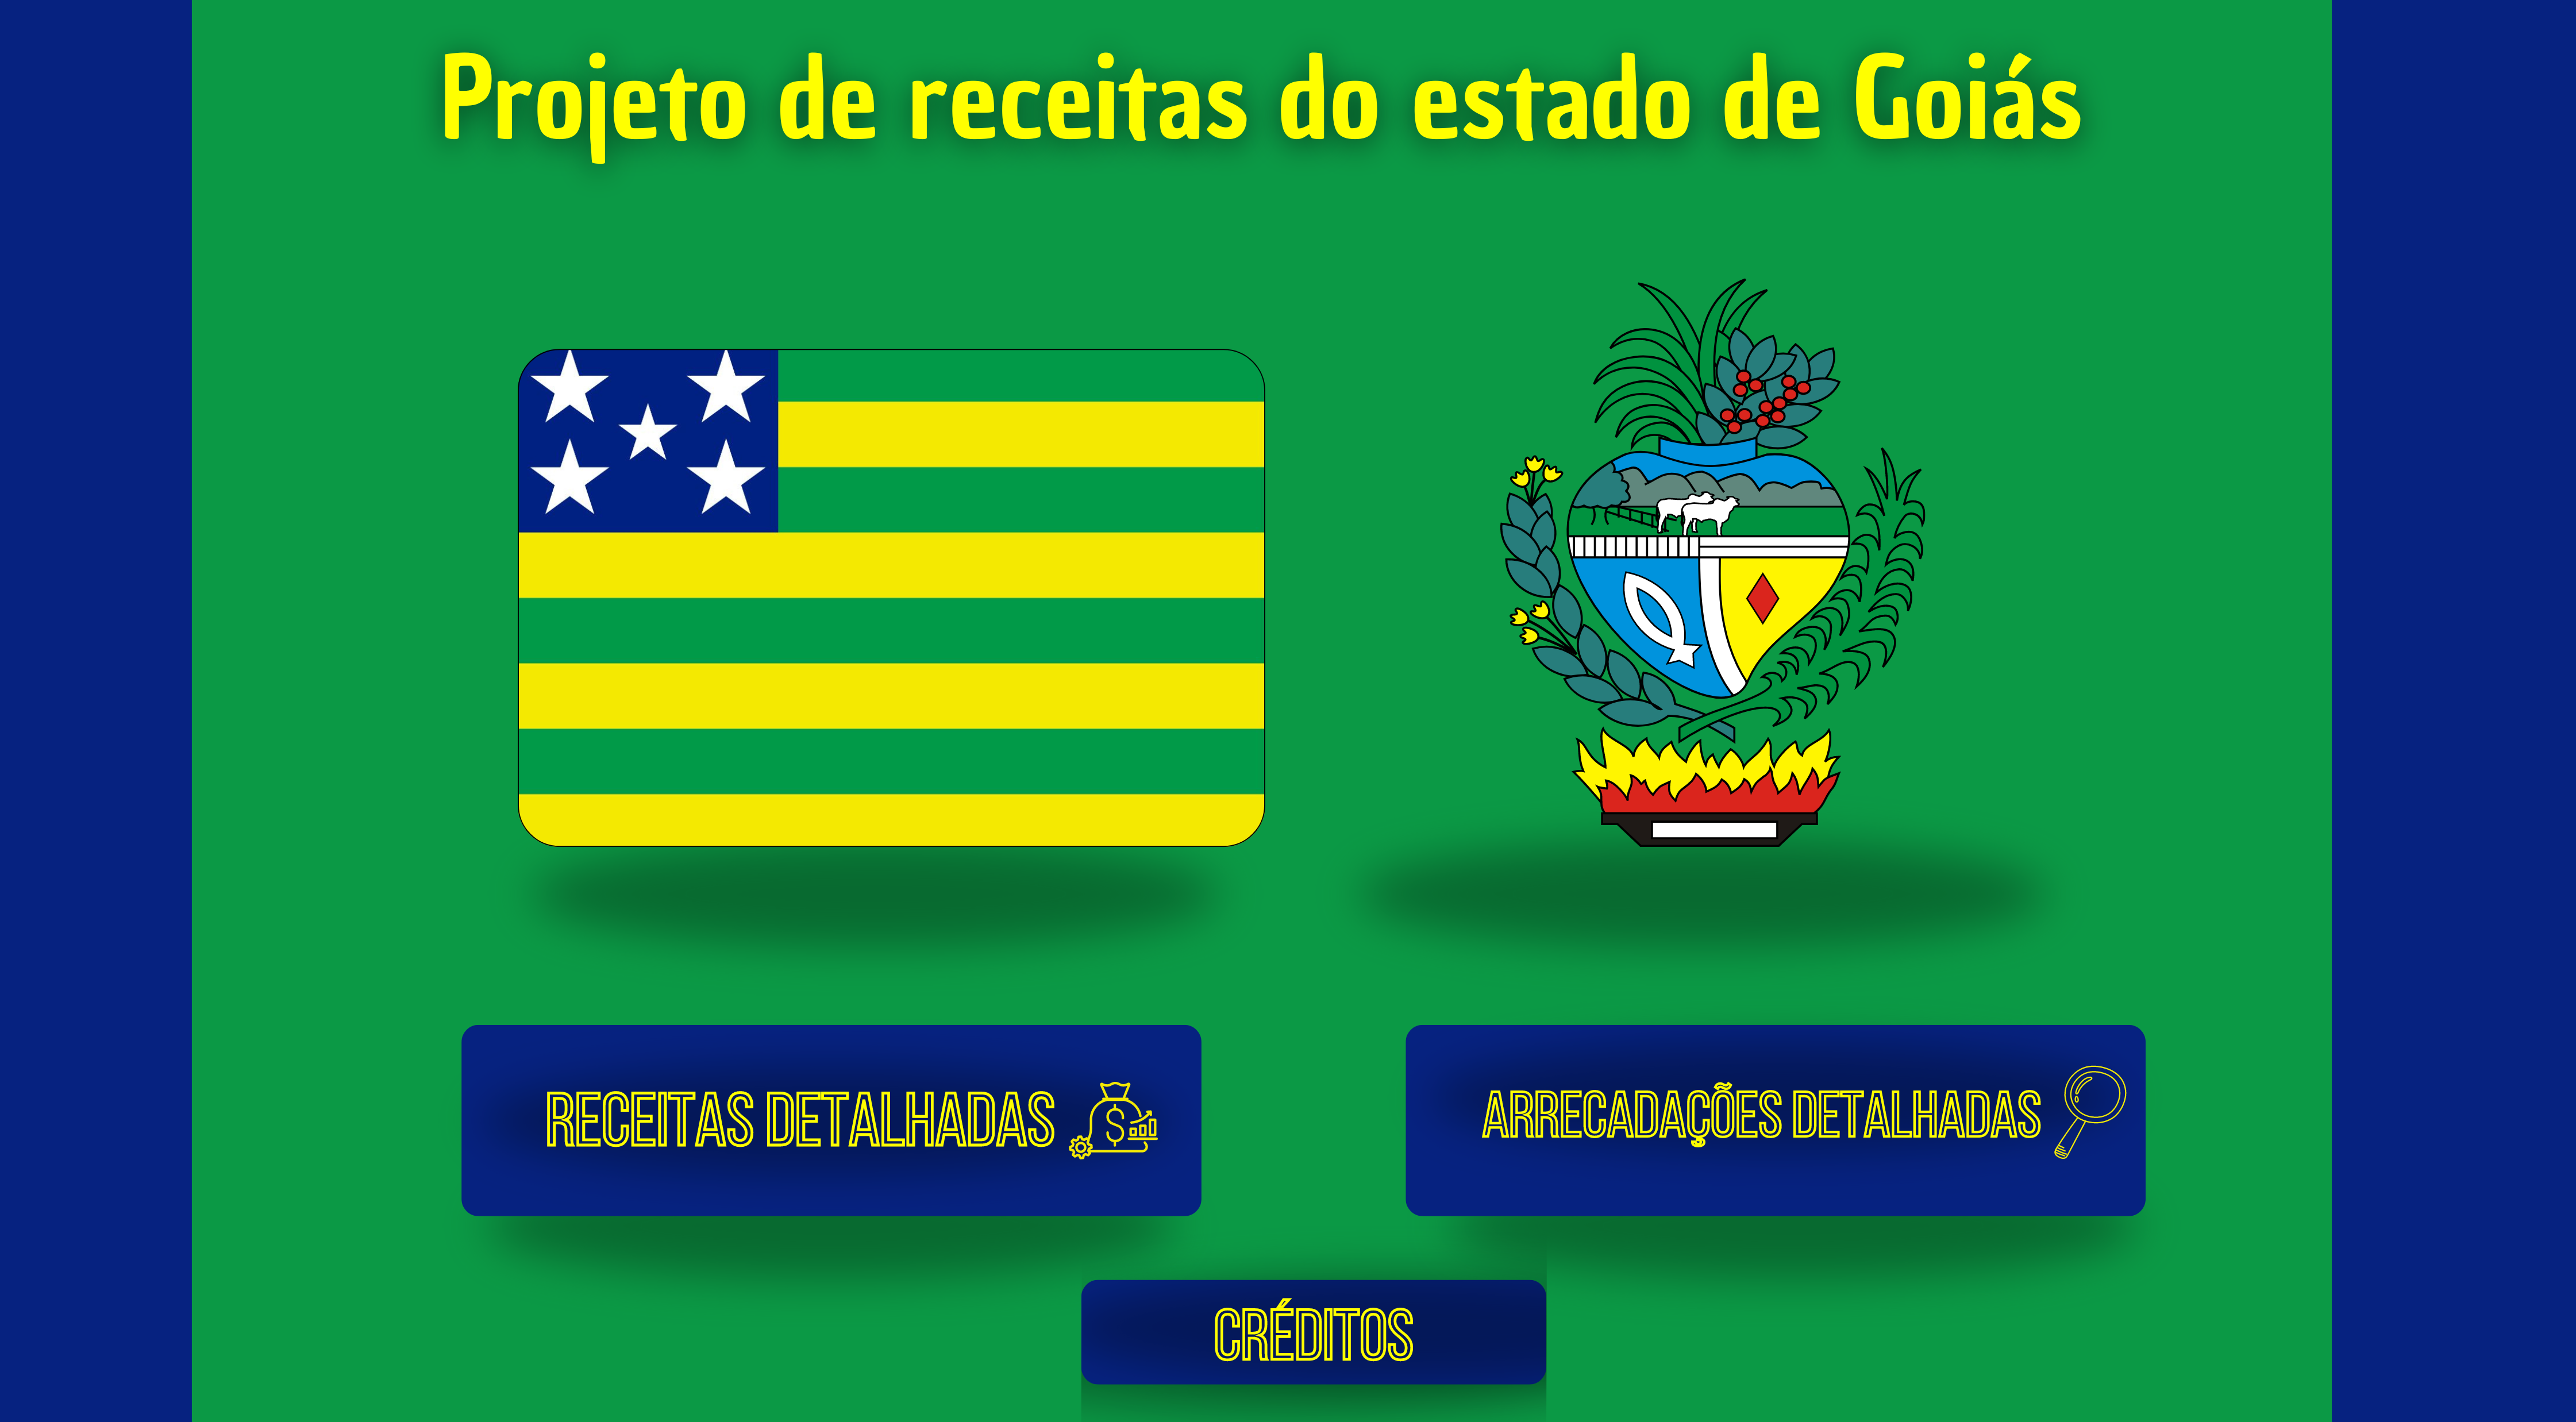 Projeto de receitas do estado de Goiás
RECEITAS DETALHADAS
ARRECADAÇÕES DETALHADAS
CRÉDITOS